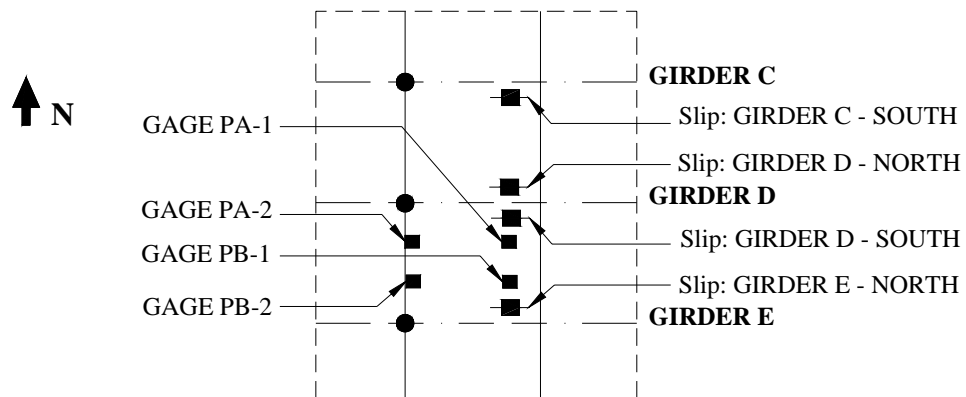 GIRDER C
N
Slip: GIRDER C - SOUTH
GAGE PA-1
Slip: GIRDER D - NORTH
GIRDER D
GAGE PA-2
Slip: GIRDER D - SOUTH
GAGE PB-1
Slip: GIRDER E - NORTH
GAGE PB-2
GIRDER E